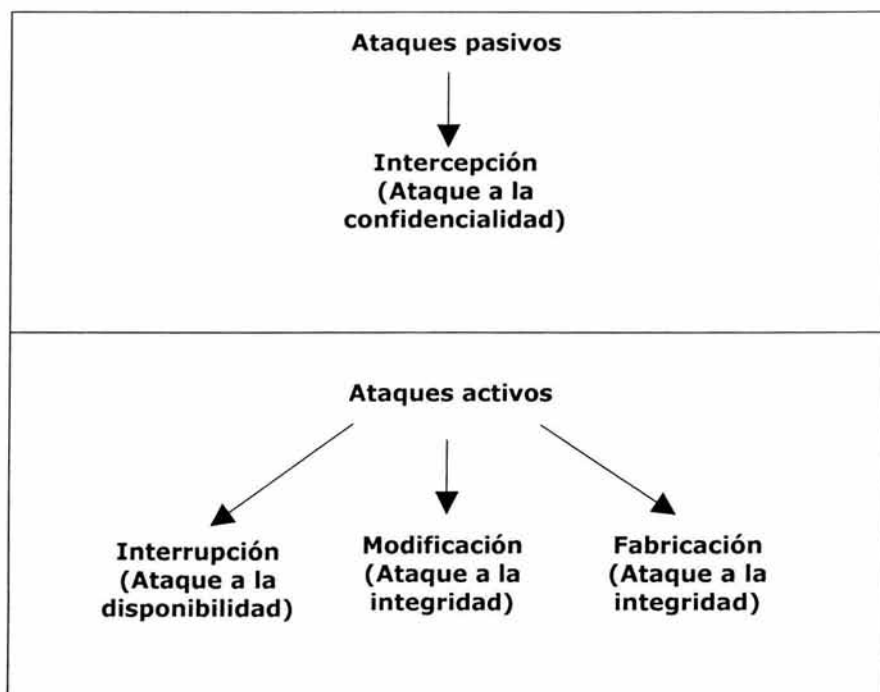 Ataques pasivos
Intercepción
(Ataque a la
confidencialidad)
Ataques activos
Interrupción
(Ataque a la
disponibilidad)
Modificación
(Ataque a la
integridad)
Fabricación
(Ataque a la
integridad)